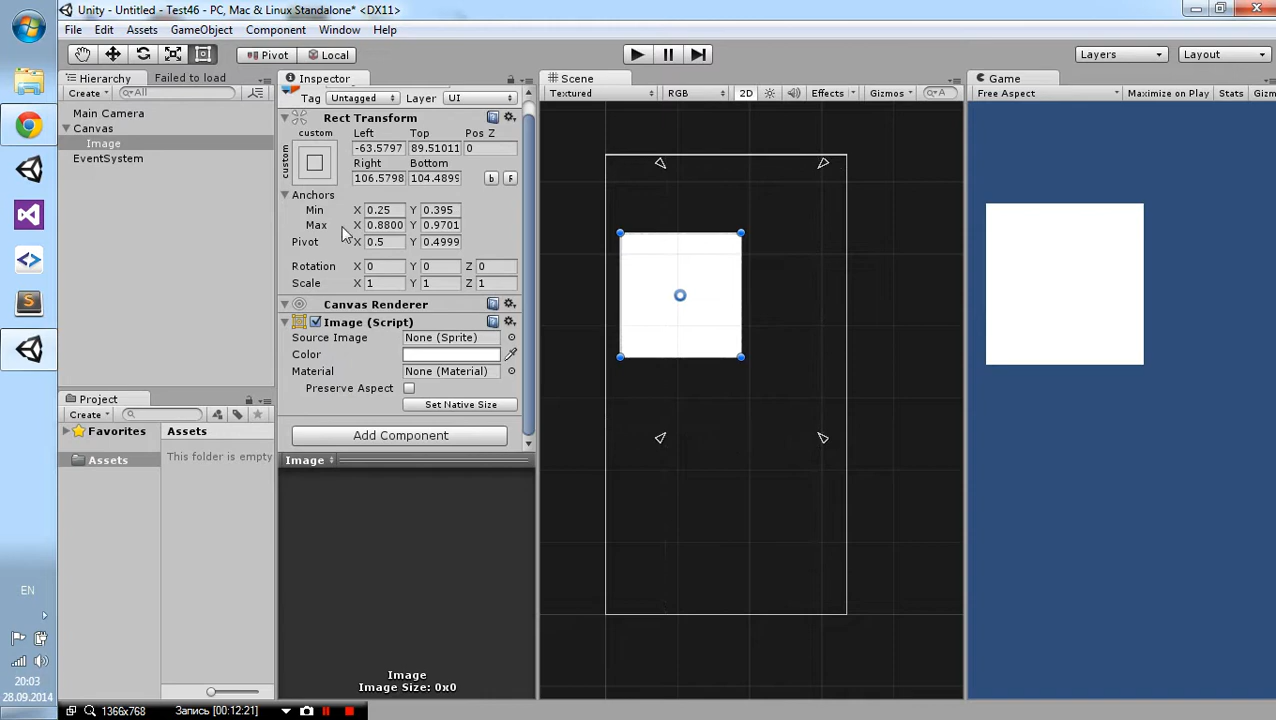 Unity - Untitled - Test46 - PC, Mac & Linux Standalone* <DX11>
File Edit Assets GameObject Component Window Help
Pivot Local Layers Layout
Hierarchy Failed to load
Create All
Main Camera
Canvas
Image
EventSystem
Project
Create
Favorites
Assets
Assets
This folder is empty
Inspector
Tag Untagged Layer UI
Rect Transform
custom
custom
Left Top Pos Z
-63.5797 89.51011 0
Right Bottom
106.5798 104.4899 b F
Anchors
Min X 0.25 Y 0.395
Max X 0.8800 Y 0.9701
Pivot X 0.5 Y 0.4999
Rotation X 0 Y 0 Z 0
Scale X 1 Y 1 Z 1
Canvas Renderer
Image (Script)
Source Image None (Sprite)
Color
Material None (Material)
Preserve Aspect
Set Native Size
Add Component
Image
Image
Image Size: 0x0
Scene
Textured RGB 2D Effects Gizmos A
Game
Free Aspect Maximize on Play Stats Gizm
EN
20:03
28.09.2014
1366x768 Запись [00:12.21]